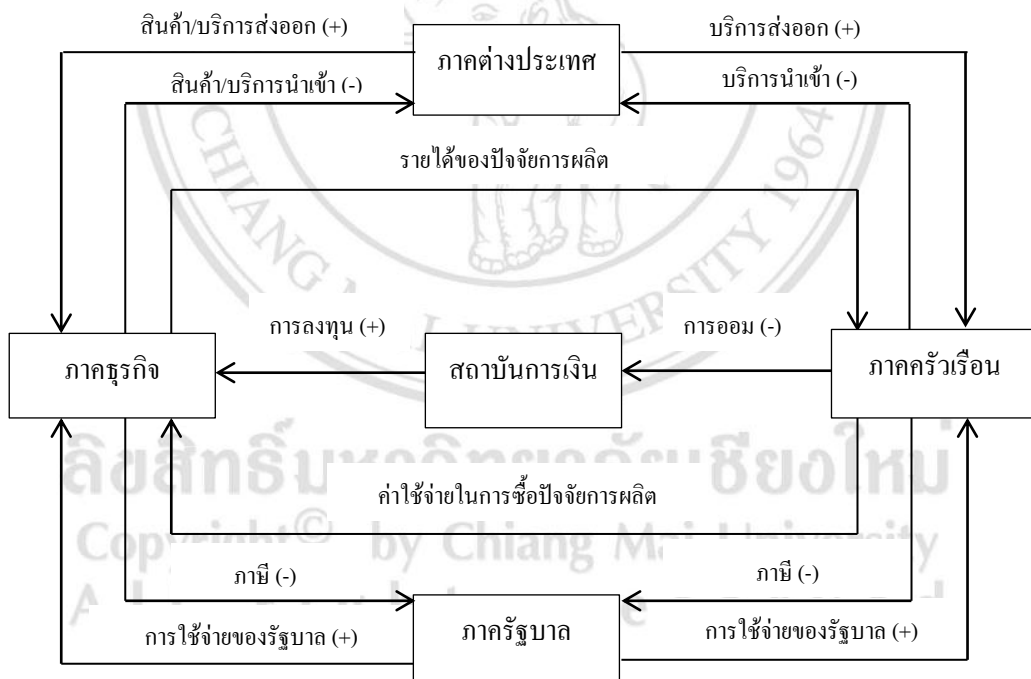 สินค้า/บริการส่งออก (+)
บริการส่งออก (+)
ภาคต่างประเทศ
สินค้า/บริการนำเข้า (-)
บริการนำเข้า (-)
CHIANG
UNIVERSITY 1964
รายได้ของปัจจัยการผลิต
การลงทุน (+)
การออม (-)
ภาคธุรกิจ
สถาบันการเงิน
ภาคครัวเรือน
ค่าใช้จ่ายในการซื้อปัจจัยการผลิต
by Chiang
ภาษี (-)
ภาษี (-)
ภาครัฐบาล
การใช้จ่ายของรัฐบาล (+)
การใช้จ่ายของรัฐบาล (+)